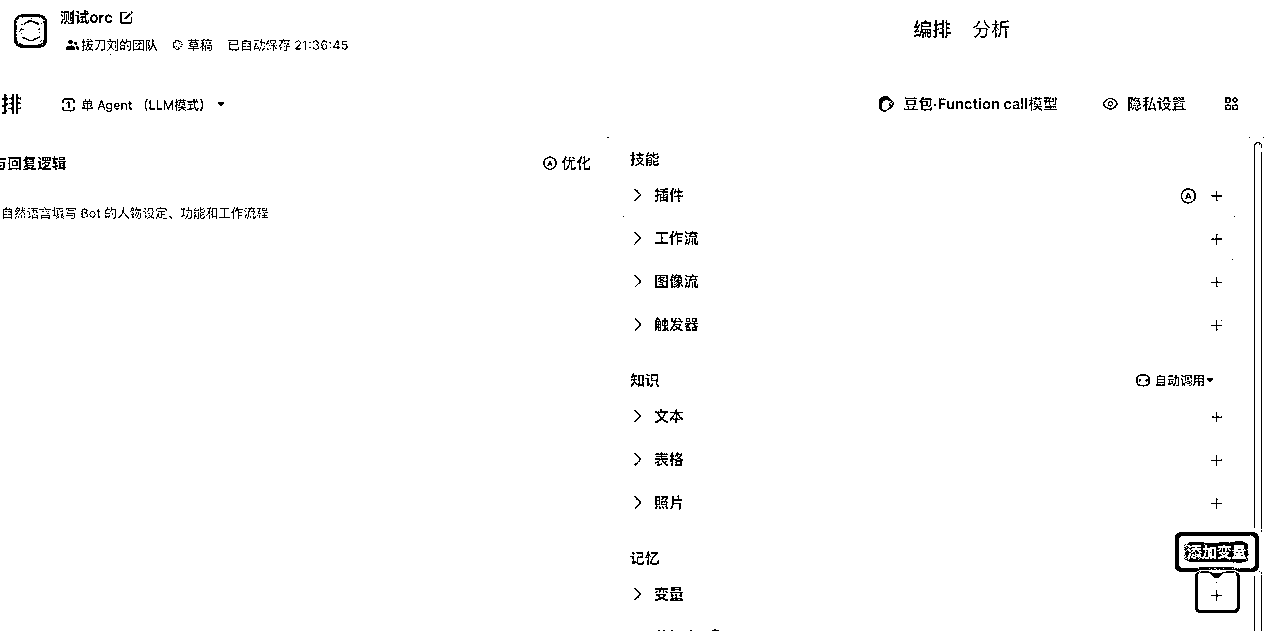 测试orc
拔刀刘的团队 草稿 已自动保存 21:36:45
编排 分析
排 单 Agent （LLM模式）
豆包·Function call模型 隐私设置
与回复逻辑 优化
自然语言填写 Bot 的人物设定、功能和工作流程
技能
插件
工作流
图像流
触发器
知识 自动调用
文本
表格
照片
记忆
添加变量
变量